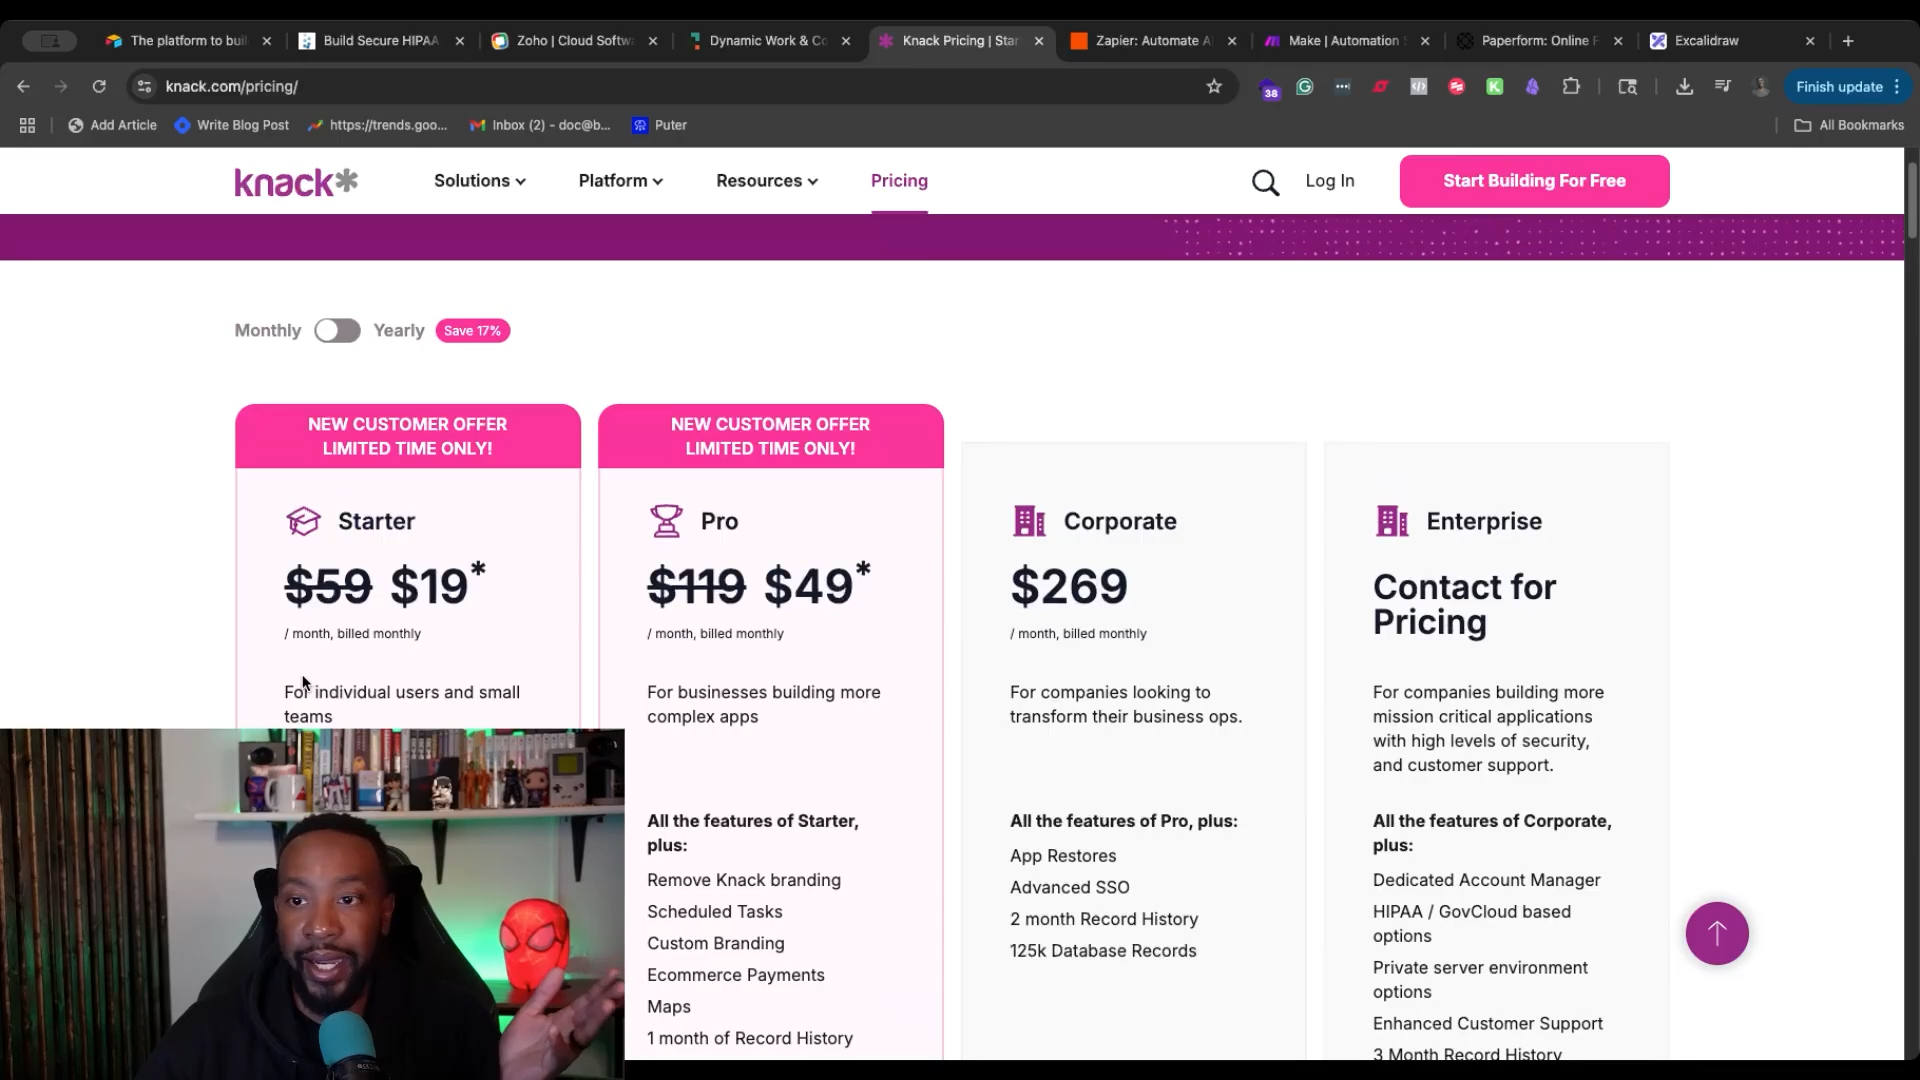 The platform to buil
Build Secure HIPAA
Zoho | Cloud Softw
Dynamic Work & Co
Knack Pricing | Star
Zapier: Automate A
Make | Automation S
Paperform: Online F
Excalidraw
knack.com/pricing/
38
Finish update
Add Article
Write Blog Post
https://trends.goo...
Inbox (2) - doc@b...
Puter
All Bookmarks
knack*
Solutions
Platform
Resources
Pricing
Log In
Start Building For Free
Monthly
Yearly
Save 17%
NEW CUSTOMER OFFER
LIMITED TIME ONLY!
Starter
$59 $19*
/ month, billed monthly
For individual users and small
teams
NEW CUSTOMER OFFER
LIMITED TIME ONLY!
Pro
$119 $49*
/ month, billed monthly
For businesses building more
complex apps
All the features of Starter,
plus:
Remove Knack branding
Scheduled Tasks
Custom Branding
Ecommerce Payments
Maps
1 month of Record History
Corporate
$269
/ month, billed monthly
For companies looking to
transform their business ops.
All the features of Pro, plus:
App Restores
Advanced SSO
2 month Record History
125k Database Records
Enterprise
Contact for
Pricing
For companies building more
mission critical applications
with high levels of security,
and customer support.
All the features of Corporate,
plus:
Dedicated Account Manager
HIPAA / GovCloud based
options
Private server environment
options
Enhanced Customer Support
3 Month Record History